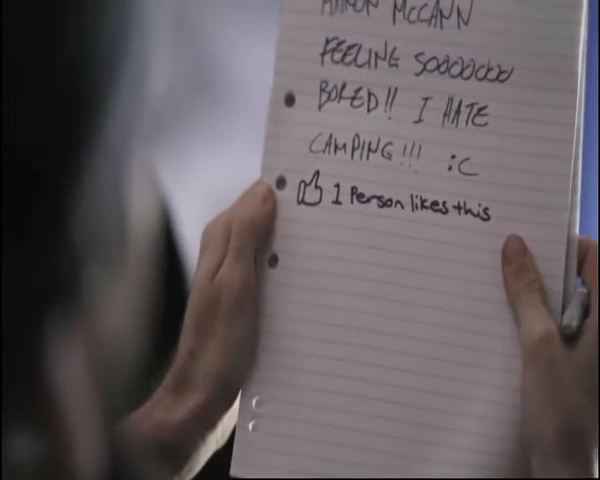 AARON McCANN
FEELING SOOOOOOO
BORED!! I HATE
CAMPING!!! :C
1 Person likes this